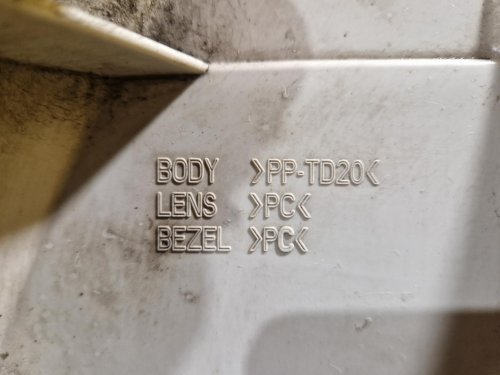 BODY >PP-TD20<
LENS >PC<
BEZEL >PC<